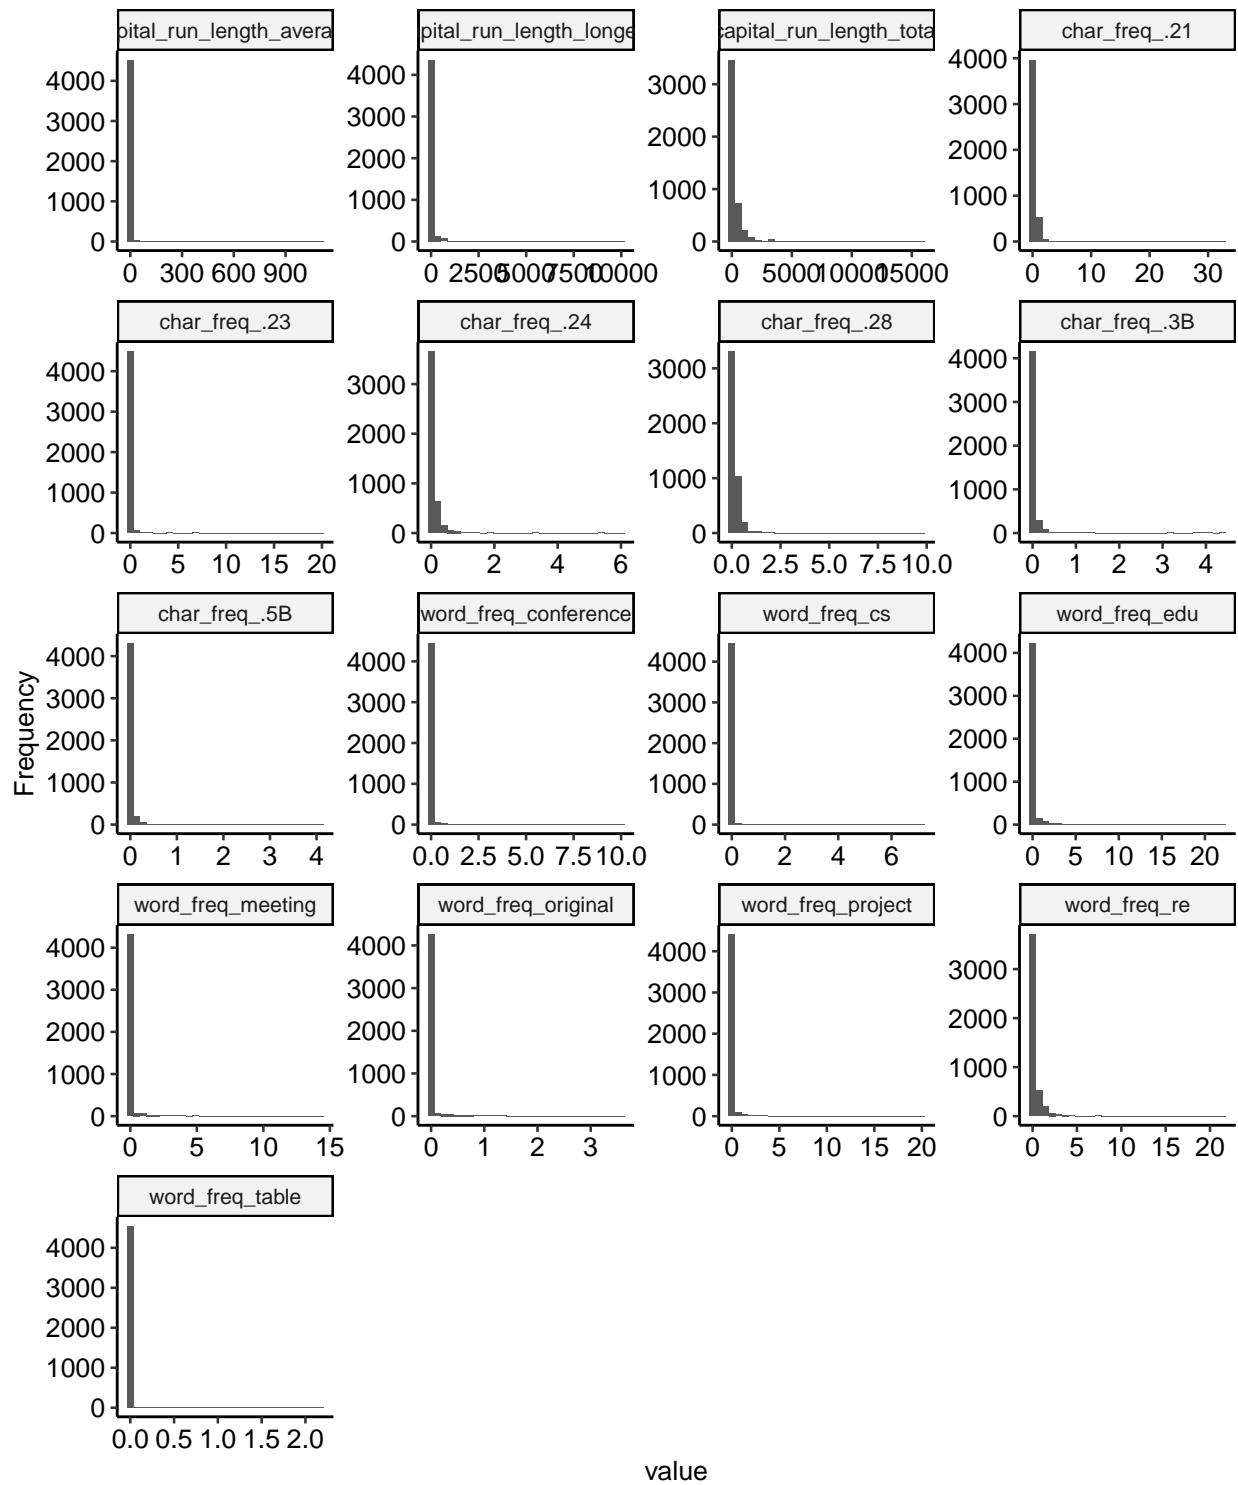 pital_run_length_avera
pital_run_length_longe
capital_run_length_tota
char_freq_.21
4000
3000
2000
1000
0
0 300 600 900
4000
3000
2000
1000
0
0 2500 5000 7500 10000
3000
2000
1000
0
0 5000 10000 15000
4000
3000
2000
1000
0
0 10 20 30
char_freq_.23
char_freq_.24
char_freq_.28
char_freq_.3B
4000
3000
2000
1000
0
0 5 10 15 20
3000
2000
1000
0
0 2 4 6
3000
2000
1000
0
0.0 2.5 5.0 7.5 10.0
4000
3000
2000
1000
0
0 1 2 3 4
char_freq_.5B
word_freq_conference
word_freq_cs
word_freq_edu
Frequency
4000
3000
2000
1000
0
0 1 2 3 4
4000
3000
2000
1000
0
0.0 2.5 5.0 7.5 10.0
4000
3000
2000
1000
0
0 2 4 6
4000
3000
2000
1000
0
0 5 10 15 20
word_freq_meeting
word_freq_original
word_freq_project
word_freq_re
4000
3000
2000
1000
0
0 5 10 15
4000
3000
2000
1000
0
0 1 2 3
4000
3000
2000
1000
0
0 5 10 15 20
3000
2000
1000
0
0 5 10 15 20
word_freq_table
4000
3000
2000
1000
0
0.0 0.5 1.0 1.5 2.0
value